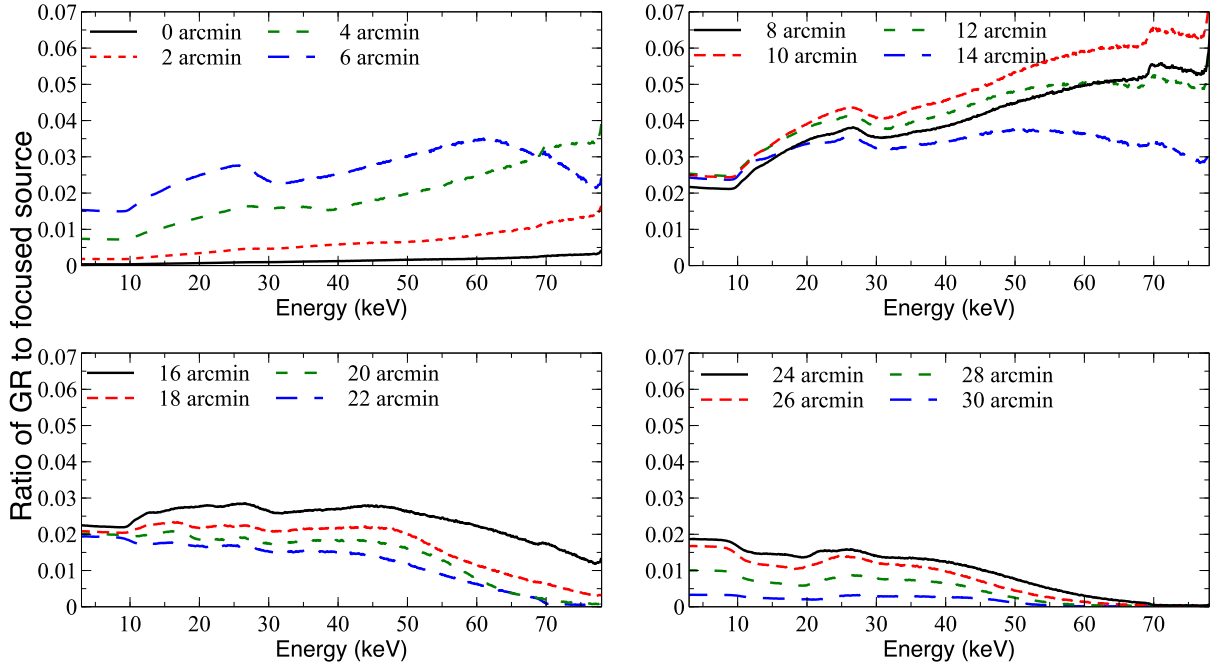 Ratio of GR to focused source
0.07
0.06
0.05
0.04
0.03
0.02
0.01
0
0 arcmin
4 arcmin
2 arcmin
6 arcmin
10 20 30 40 50 60 70
Energy (keV)
0.07
0.06
0.05
0.04
0.03
0.02
0.01
0
8 arcmin
12 arcmin
10 arcmin
14 arcmin
10 20 30 40 50 60 70
Energy (keV)
0.07
0.06
0.05
0.04
0.03
0.02
0.01
0
16 arcmin
20 arcmin
18 arcmin
22 arcmin
10 20 30 40 50 60 70
Energy (keV)
0.07
0.06
0.05
0.04
0.03
0.02
0.01
0
24 arcmin
28 arcmin
26 arcmin
30 arcmin
10 20 30 40 50 60 70
Energy (keV)